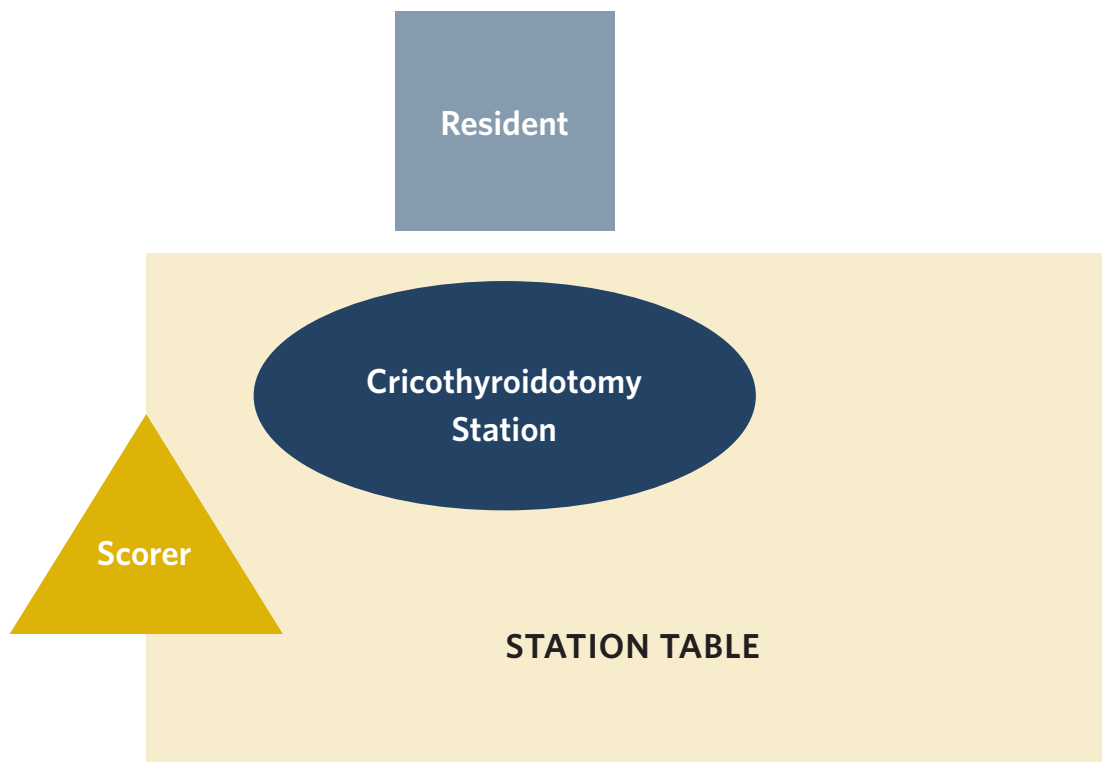 Resident
Cricothyroidotomy
Station
Scorer
STATION TABLE